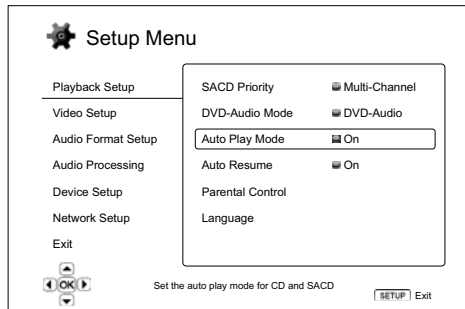 Setup Menu
Playback Setup
Video Setup
Audio Format Setup
Audio Processing
Device Setup
Network Setup
Exit
SACD Priority Multi-Channel
DVD-Audio Mode DVD-Audio
Auto Play Mode On
Auto Resume On
Parental Control
Language
OK
Set the auto play mode for CD and SACD
SETUP Exit